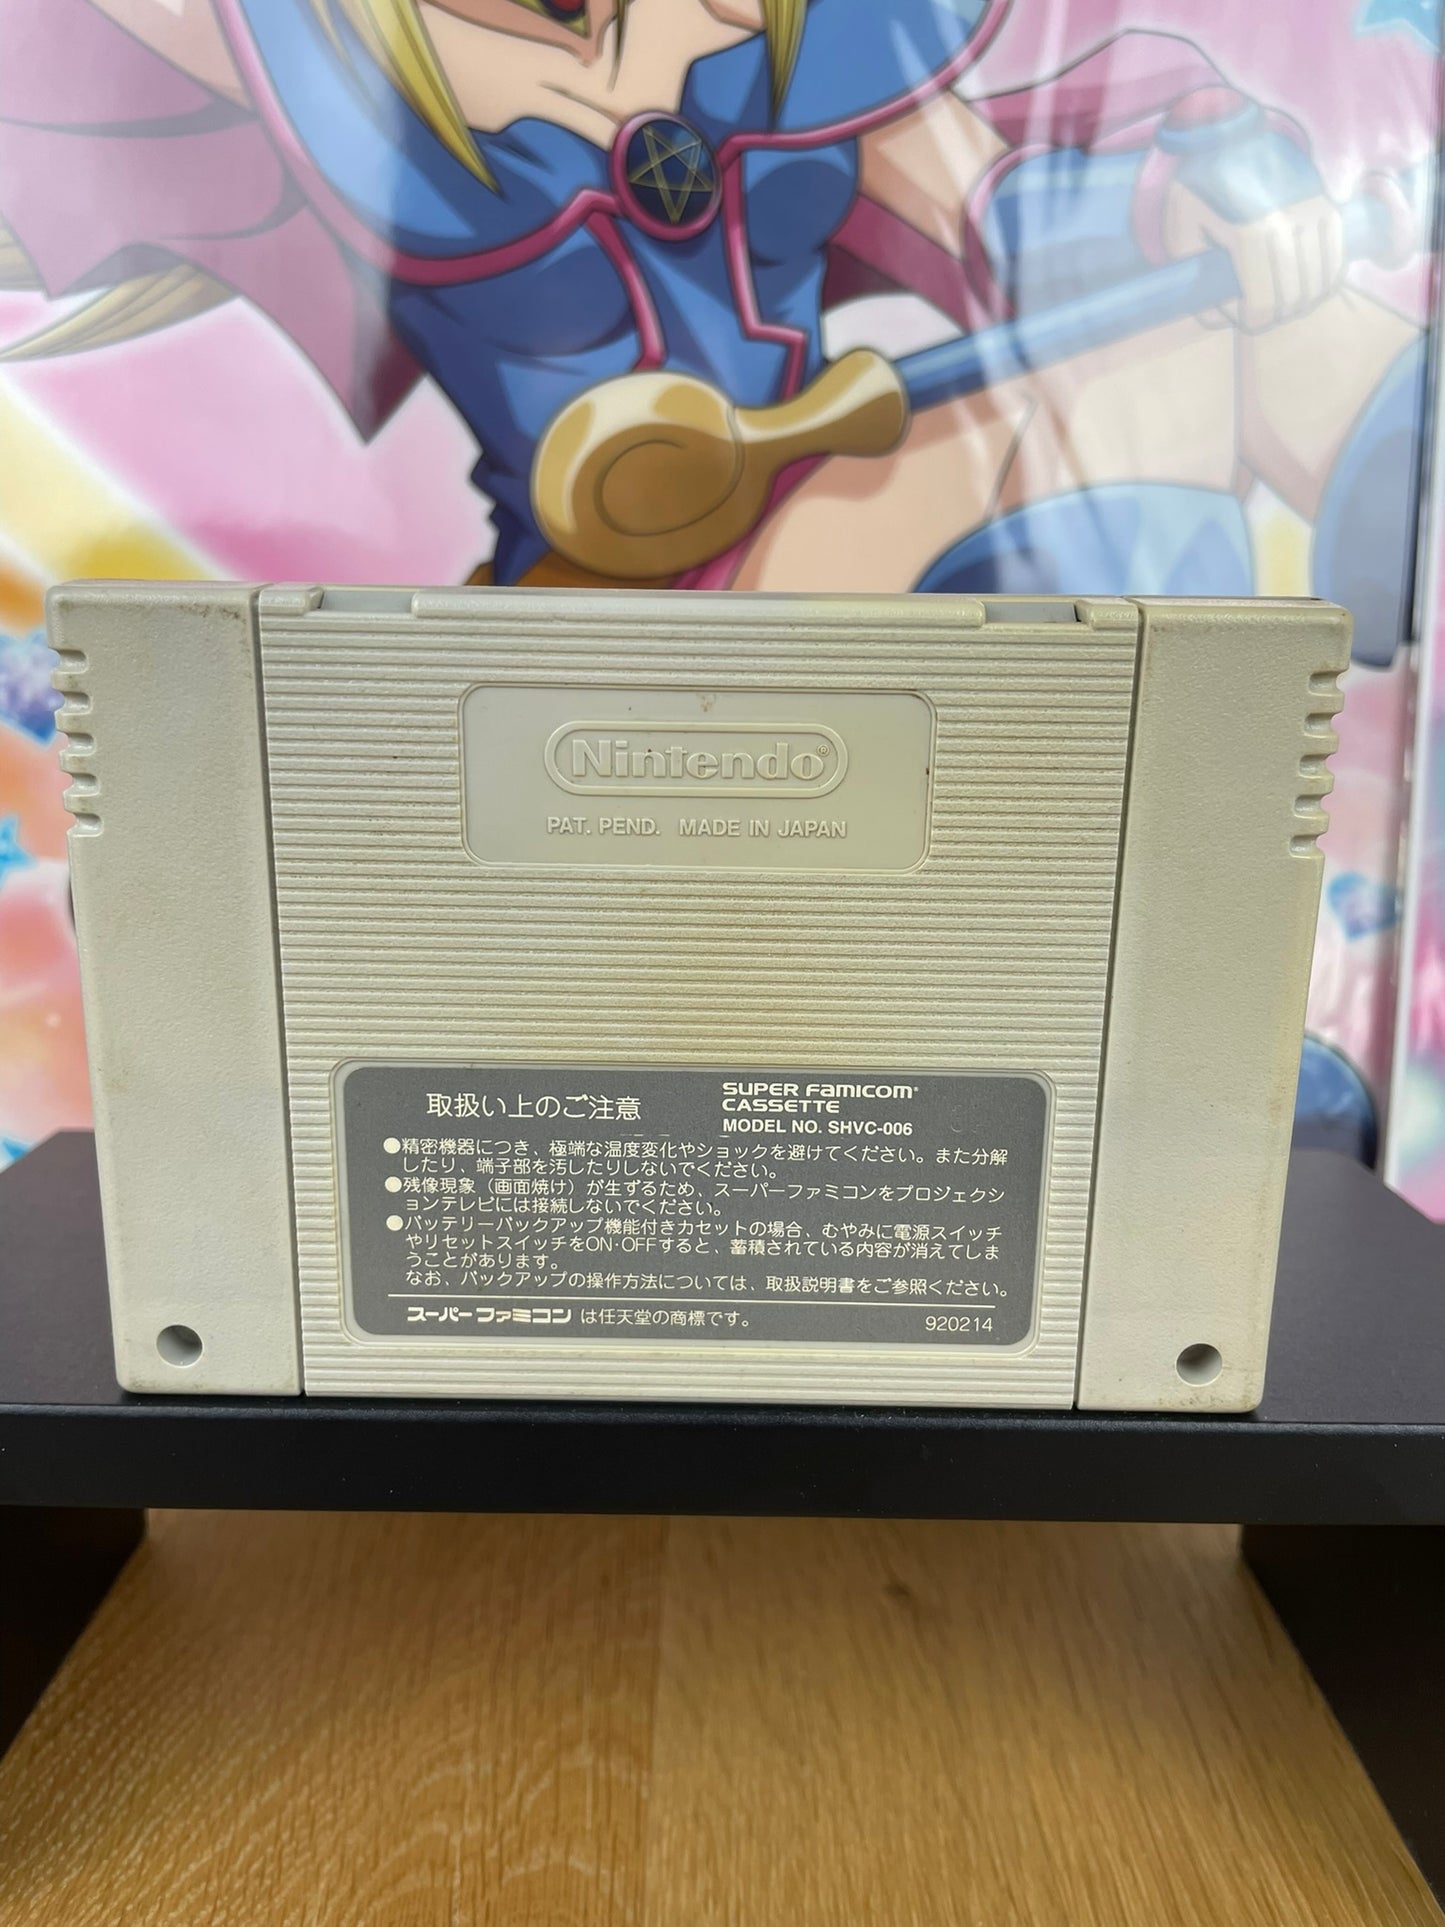 Nintendo®
PAT. PEND. MADE IN JAPAN
取扱い上のご注意
SUPER FAMICOM®
CASSETTE
MODEL NO. SHVC-006
●精密機器につき、極端な温度変化やショックを避けてください。また分解
したり、端子部を汚したりしないでください。
●残像現象（画面焼け）が生ずるため、スーパーファミコンをプロジェクシ
ョンテレビには接続しないでください。
●バッテリーバックアップ機能付きカセットの場合、むやみに電源スイッチ
やリセットスイッチをON·OFFすると、蓄積されている内容が消えてしま
うことがあります。
なお、バックアップの操作方法については、取扱説明書をご参照ください。
スーパーファミコン は任天堂の商標です。
920214